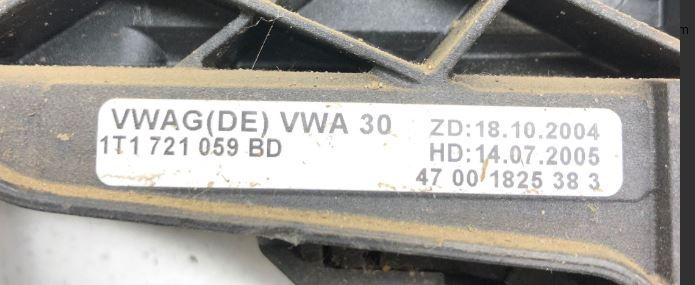 VWAG(DE) VWA 30
1T1 721 059 BD
ZD:18.10.2004
HD:14.07.2005
47 00 1825 38 3
m